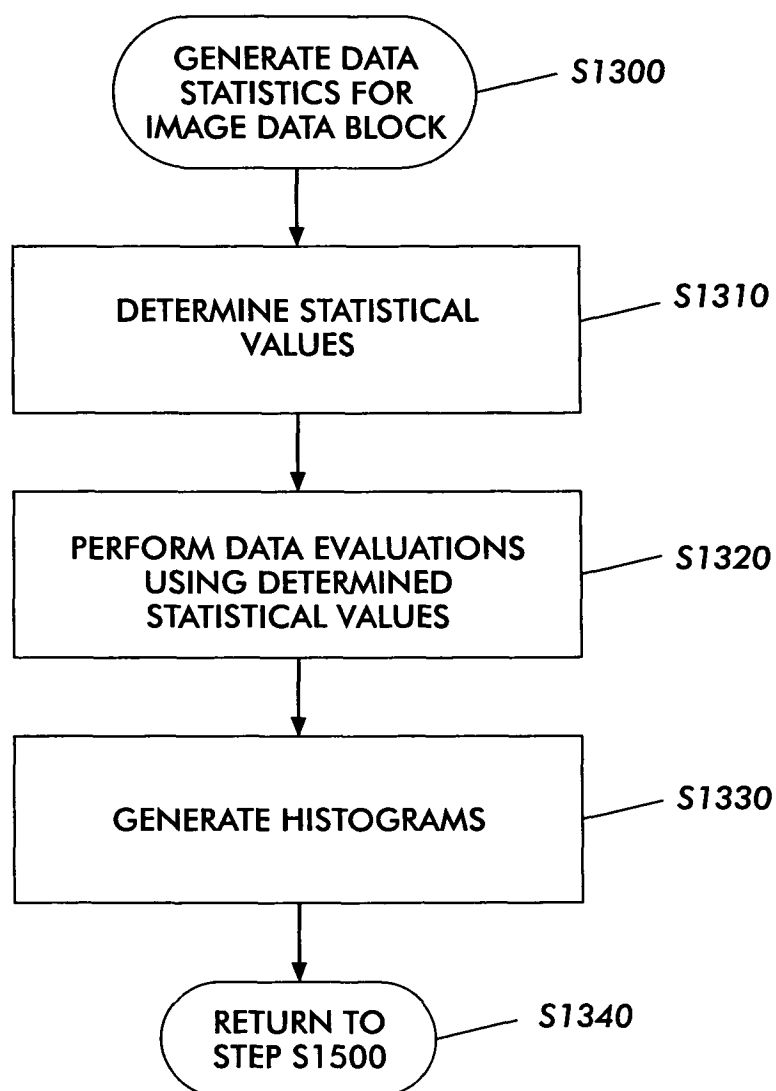 GENERATE DATA
STATISTICS FOR
IMAGE DATA BLOCK
S1300
DETERMINE STATISTICAL
VALUES
S1310
PERFORM DATA EVALUATIONS
USING DETERMINED
STATISTICAL VALUES
S1320
GENERATE HISTOGRAMS
S1330
RETURN TO
STEP S1500
S1340